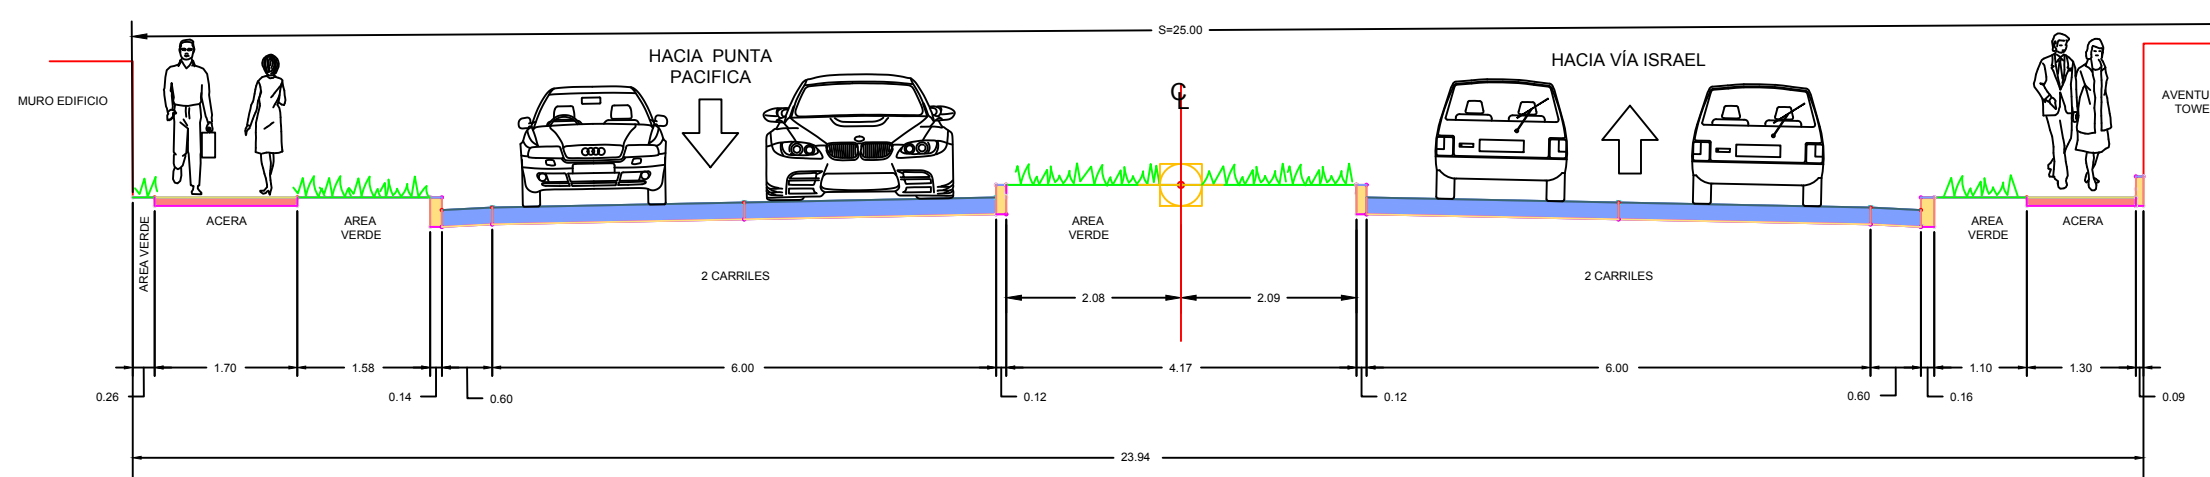 S=25.00
HACIA PUNTA
PACIFICA
HACIA VÍA ISRAEL
CL
MURO EDIFICIO
AVENTU
TOWE
AREA VERDE
ACERA
AREA
VERDE
AREA
VERDE
AREA
VERDE
ACERA
2 CARRILES
2 CARRILES
2.08
2.09
1.70
1.58
6.00
4.17
6.00
1.10
1.30
0.26
0.14
0.60
0.12
0.12
0.60
0.16
0.09
23.94